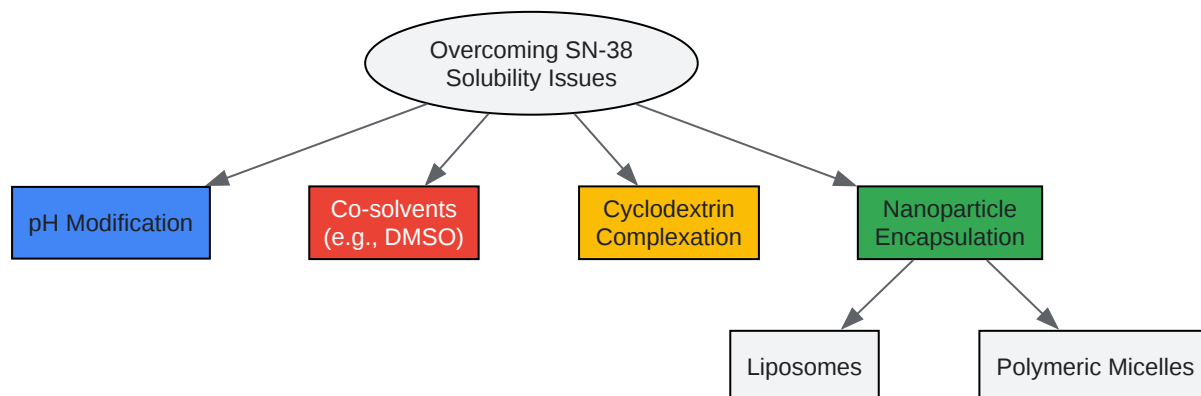 Overcoming SN-38
Solubility Issues
pH Modification
Co-solvents
(e.g., DMSO)
Cyclodextrin
Complexation
Nanoparticle
Encapsulation
Liposomes
Polymeric Micelles